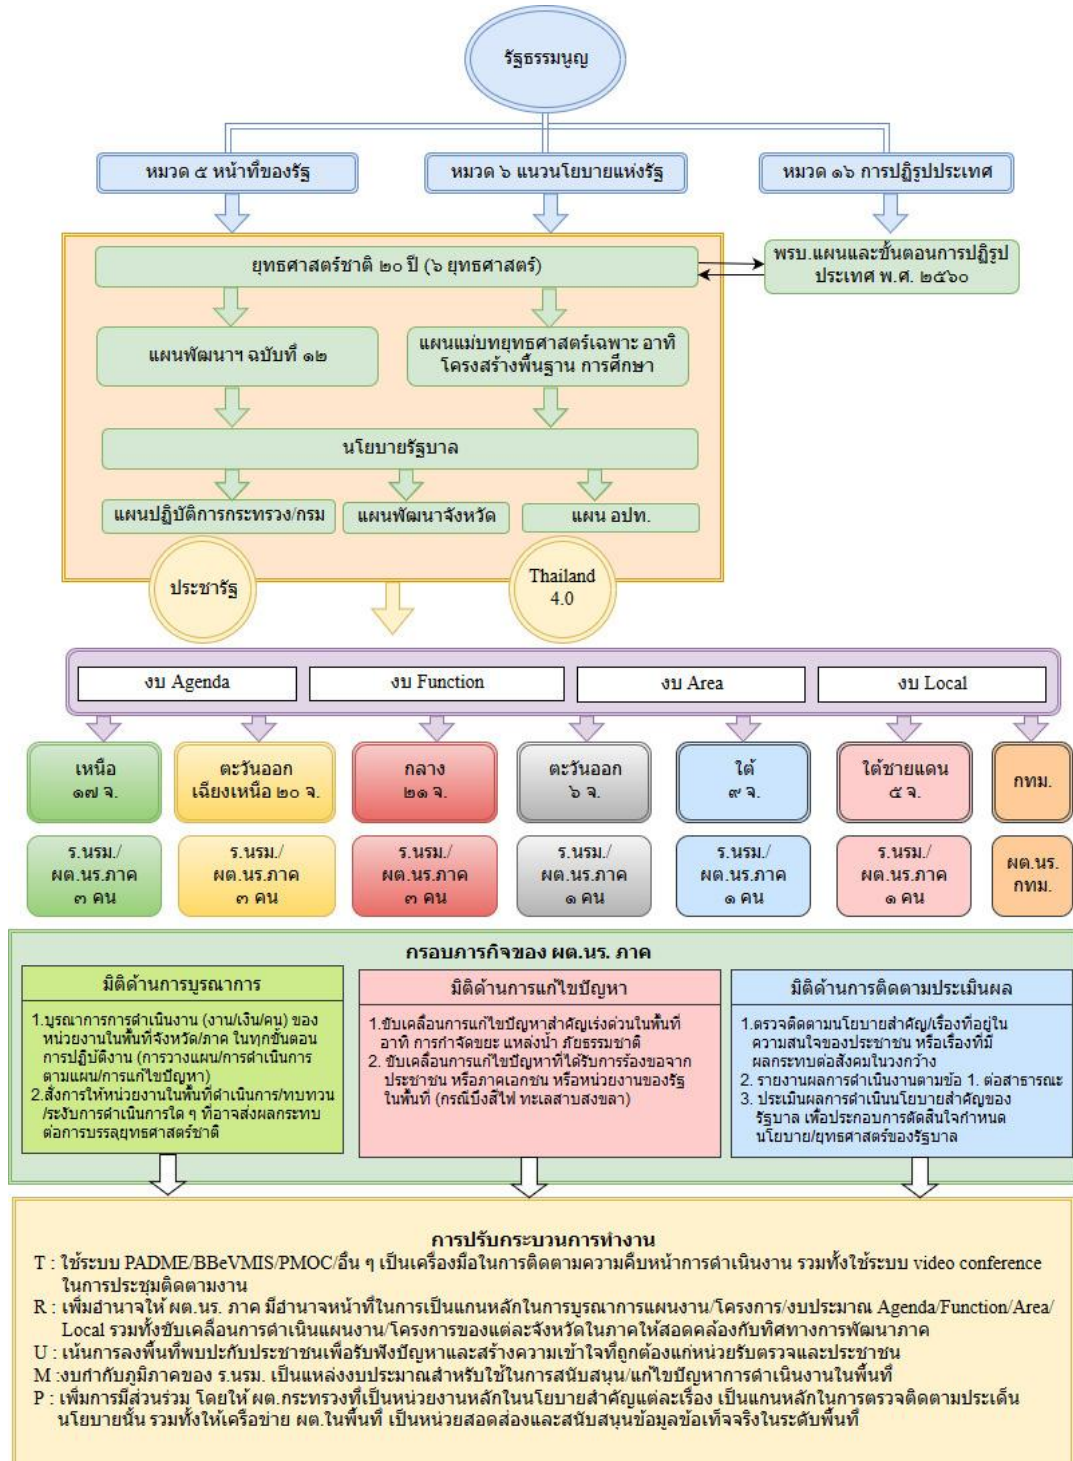 รัฐธรรมนูญ
หมวด ๕ หน้าที่ของรัฐ
หมวด ๖ แนวนโยบายแห่งรัฐ
หมวด ๑๖ การปฏิรูปประเทศ
ยุทธศาสตร์ชาติ ๒๐ ปี (๖ ยุทธศาสตร์)
พรบ.แผนและขั้นตอนการปฏิรูป
ประเทศ พ.ศ. ๒๕๖๐
แผนพัฒนาฯ ฉบับที่ ๑๒
แผนแม่บทยุทธศาสตร์เฉพาะ อาทิ
โครงสร้างพื้นฐาน การศึกษา
นโยบายรัฐบาล
แผนปฏิบัติการกระทรวง/กรม
แผนพัฒนาจังหวัด
แผน อปท.
ประชารัฐ
Thailand
4.0
งบ Agenda
งบ Function
งบ Area
งบ Local
เหนือ
๑๗ จ.
ตะวันออก
เฉียงเหนือ ๒๐ จ.
กลาง
๒๑ จ.
ตะวันออก
๖ จ.
ใต้
๙ จ.
ใต้ชายแดน
๕ จ.
กทม.
ร.นรม./
ผต.นร.ภาค
๓ คน
ร.นรม./
ผต.นร.ภาค
๓ คน
ร.นรม./
ผต.นร.ภาค
๓ คน
ร.นรม./
ผต.นร.ภาค
๑ คน
ร.นรม./
ผต.นร.ภาค
๑ คน
ร.นรม./
ผต.นร.ภาค
๑ คน
ผต.นร.
กทม.
กรอบภารกิจของ ผต.นร. ภาค
มิติด้านการบูรณาการ
1.บูรณาการการดำเนินงาน (งาน/เงิน/คน) ของ
หน่วยงานในพื้นที่จังหวัด/ภาค ในทุกขั้นตอน
การปฏิบัติงาน (การวางแผน/การดำเนินการ
ตามแผน/การแก้ไขปัญหา)
2.สั่งการให้หน่วยงานในพื้นที่ดำเนินการ/ทบทวน
/ระงับการดำเนินการใด ๆ ที่อาจส่งผลกระทบ
ต่อการบรรลุยุทธศาสตร์ชาติ
มิติด้านการแก้ไขปัญหา
1.ขับเคลื่อนการแก้ไขปัญหาสำคัญเร่งด่วนในพื้นที่
อาทิ การกำจัดขยะ แหล่งน้ำ ภัยธรรมชาติ
2. ขับเคลื่อนการแก้ไขปัญหาที่ได้รับการร้องขอจาก
ประชาชน หรือภาคเอกชน หรือหน่วยงานของรัฐ
ในพื้นที่ (กรณีบึงสีไฟ ทะเลสาบสงขลา)
มิติด้านการติดตามประเมินผล
1.ตรวจติดตามนโยบายสำคัญ/เรื่องที่อยู่ใน
ความสนใจของประชาชน หรือเรื่องที่มี
ผลกระทบต่อสังคมในวงกว้าง
2. รายงานผลการดำเนินงานตามข้อ 1. ต่อสาธารณะ
3. ประเมินผลการดำเนินนโยบายสำคัญของ
รัฐบาล เพื่อประกอบการตัดสินใจกำหนด
นโยบาย/ยุทธศาสตร์ของรัฐบาล
การปรับกระบวนการทำงาน
T : ใช้ระบบ PADME/BBeVMIS/PMOC/อื่น ๆ เป็นเครื่องมือในการติดตามความคืบหน้าการดำเนินงาน รวมทั้งใช้ระบบ video conference
ในการประชุมติดตามงาน
R : เพิ่มอำนาจให้ ผต.นร. ภาค มีอำนาจหน้าที่ในการเป็นแกนหลักในการบูรณาการแผนงาน/โครงการ/งบประมาณ Agenda/Function/Area/
Local รวมทั้งขับเคลื่อนการดำเนินแผนงาน/โครงการของแต่ละจังหวัดในภาคให้สอดคล้องกับทิศทางการพัฒนาภาค
U : เน้นการลงพื้นที่พบปะกับประชาชนเพื่อรับฟังปัญหาและสร้างความเข้าใจที่ถูกต้องแก่หน่วยรับตรวจและประชาชน
M :งบกำกับภูมิภาคของ ร.นรม. เป็นแหล่งงบประมาณสำหรับใช้ในการสนับสนุน/แก้ไขปัญหาการดำเนินงานในพื้นที่
P : เพิ่มการมีส่วนร่วม โดยให้ ผต.กระทรวงที่เป็นหน่วยงานหลักในนโยบายสำคัญแต่ละเรื่อง เป็นแกนหลักในการตรวจติดตามประเด็น
นโยบายนั้น รวมทั้งให้เครือข่าย ผต.ในพื้นที่ เป็นหน่วยสอดส่องและสนับสนุนข้อมูลข้อเท็จจริงในระดับพื้นที่